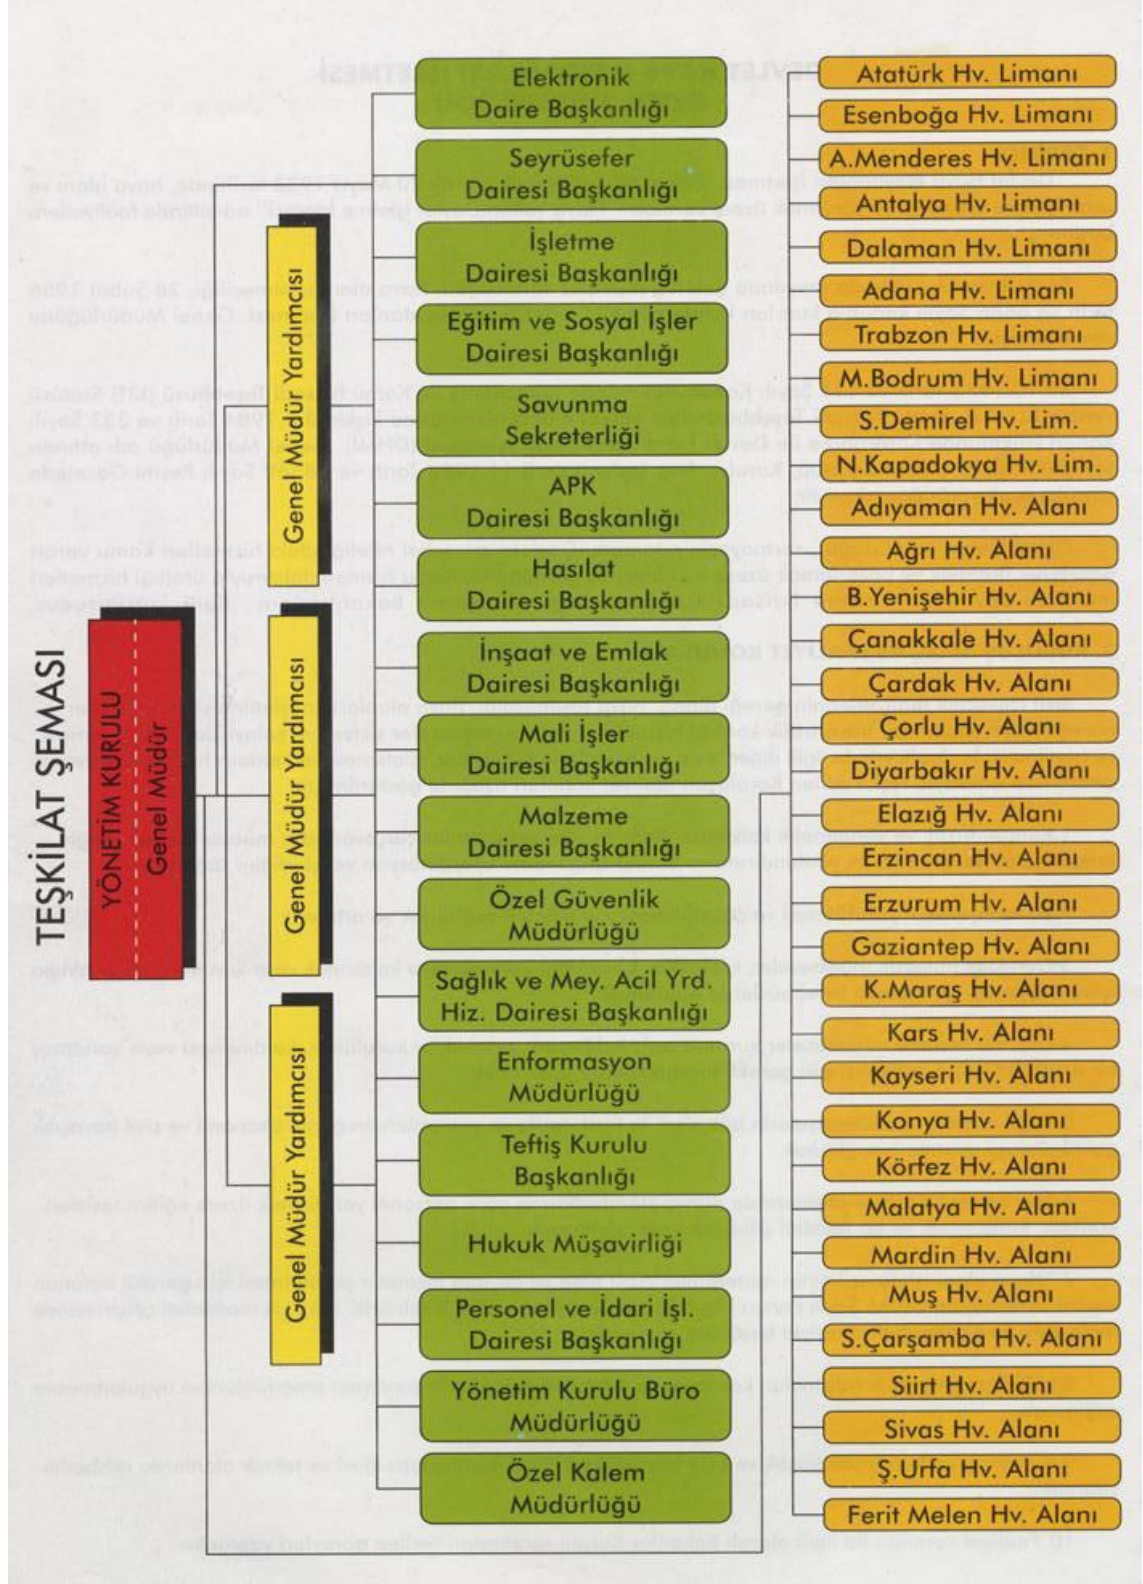 TEŞKİLAT ŞEMASI
YÖNETİM KURULU
Genel Müdür
Genel Müdür Yardımcısı
Genel Müdür Yardımcısı
Genel Müdür Yardımcısı
Elektronik
Daire Başkanlığı
Seyrüsefer
Dairesi Başkanlığı
İşletme
Dairesi Başkanlığı
Eğitim ve Sosyal İşler
Dairesi Başkanlığı
Savunma
Sekreterliği
APK
Dairesi Başkanlığı
Hasılat
Dairesi Başkanlığı
İnşaat ve Emlak
Dairesi Başkanlığı
Mali İşler
Dairesi Başkanlığı
Malzeme
Dairesi Başkanlığı
Özel Güvenlik
Müdürlüğü
Sağlık ve Mey. Acil Yrd.
Hiz. Dairesi Başkanlığı
Enformasyon
Müdürlüğü
Teftiş Kurulu
Başkanlığı
Hukuk Müşavirliği
Personel ve İdari İşl.
Dairesi Başkanlığı
Yönetim Kurulu Büro
Müdürlüğü
Özel Kalem
Müdürlüğü
Atatürk Hv. Limanı
Esenboğa Hv. Limanı
A.Menderes Hv. Limanı
Antalya Hv. Limanı
Dalaman Hv. Limanı
Adana Hv. Limanı
Trabzon Hv. Limanı
M.Bodrum Hv. Limanı
S.Demirel Hv. Lim.
N.Kapadokya Hv. Lim.
Adıyaman Hv. Alanı
Ağrı Hv. Alanı
B.Yenişehir Hv. Alanı
Çanakkale Hv. Alanı
Çardak Hv. Alanı
Çorlu Hv. Alanı
Diyarbakır Hv. Alanı
Elazığ Hv. Alanı
Erzincan Hv. Alanı
Erzurum Hv. Alanı
Gaziantep Hv. Alanı
K.Maraş Hv. Alanı
Kars Hv. Alanı
Kayseri Hv. Alanı
Konya Hv. Alanı
Körfez Hv. Alanı
Malatya Hv. Alanı
Mardin Hv. Alanı
Muş Hv. Alanı
S.Çarşamba Hv. Alanı
Siirt Hv. Alanı
Sivas Hv. Alanı
Ş.Urfa Hv. Alanı
Ferit Melen Hv. Alanı